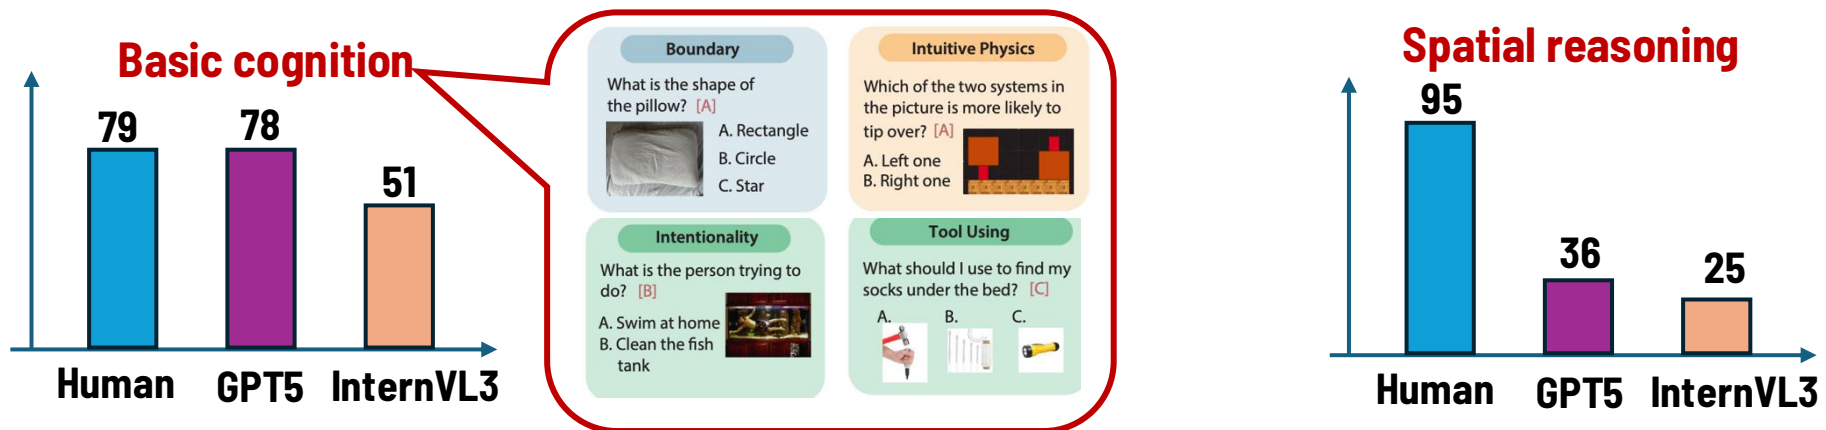 Basic cognition
79
78
51
Human
GPT5
InternVL3
Boundary
What is the shape of
the pillow? [A]
A. Rectangle
B. Circle
C. Star
Intuitive Physics
Which of the two systems in
the picture is more likely to
tip over? [A]
A. Left one
B. Right one
Intentionality
What is the person trying to
do? [B]
A. Swim at home
B. Clean the fish
tank
Tool Using
What should I use to find my
socks under the bed? [C]
A.
B.
C.
Spatial reasoning
95
36
25
Human
GPT5
InternVL3